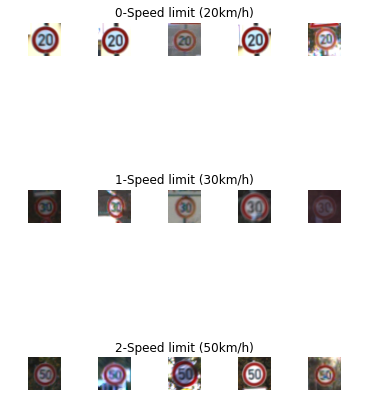 0-Speed limit (20km/h)
20 20 20 20 20
1-Speed limit (30km/h)
30 30 30 30 30
2-Speed limit (50km/h)
50 50 50 50 50